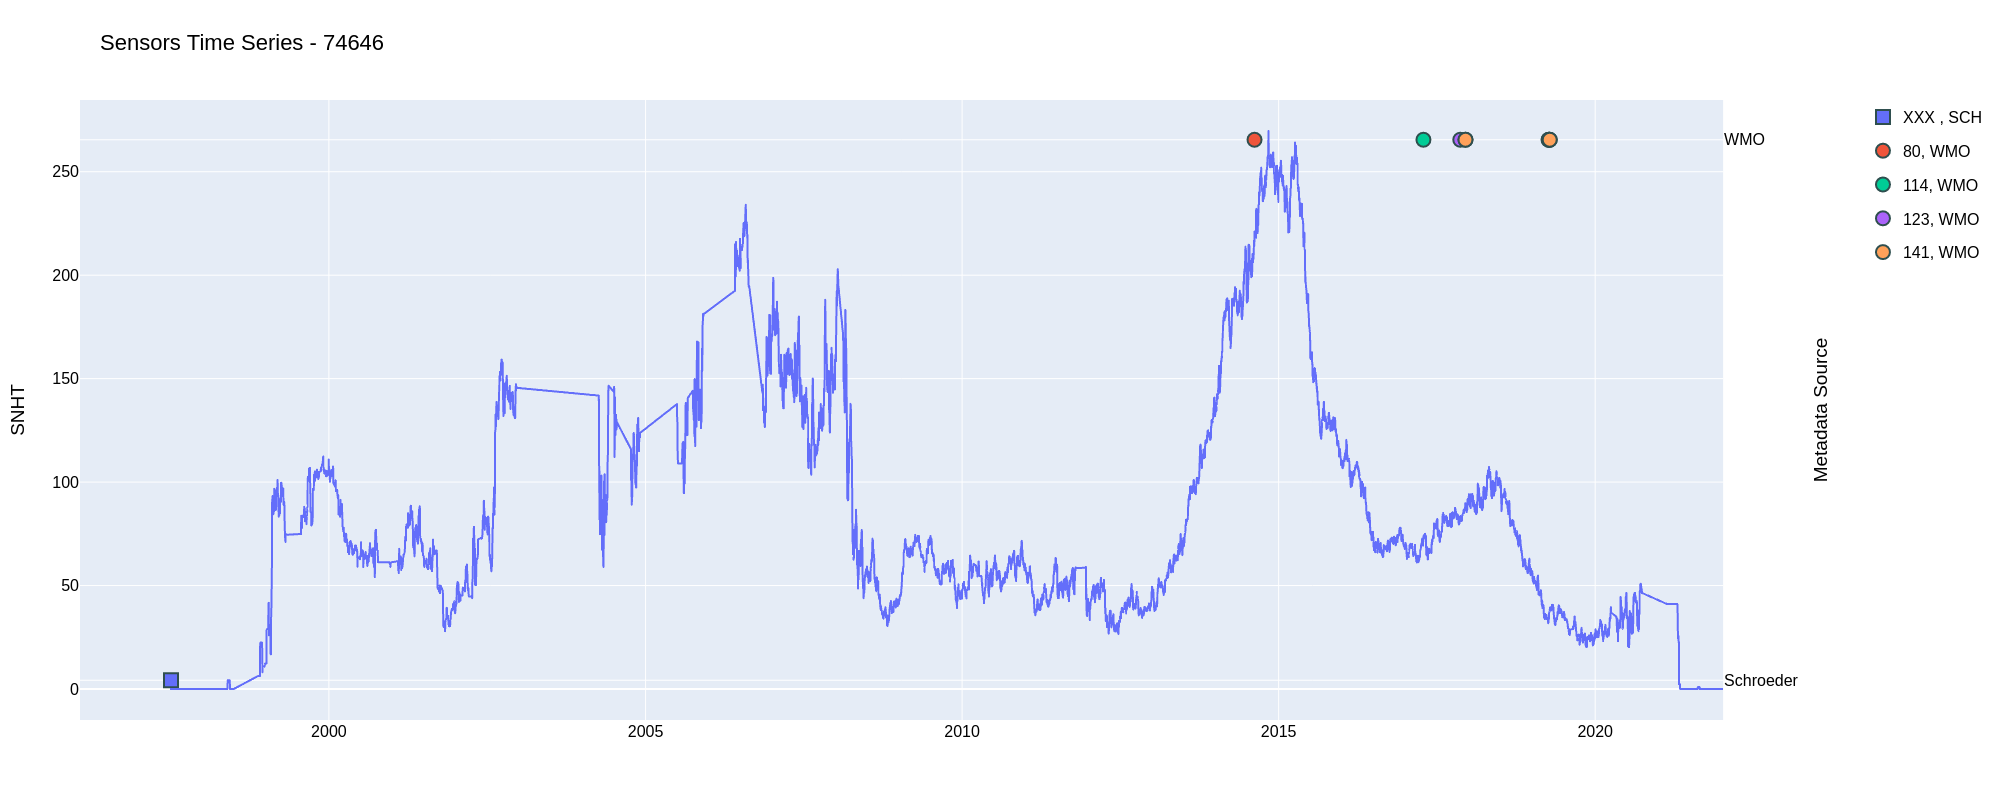 Sensors Time Series - 74646
XXX , SCH
80, WMO
114, WMO
123, WMO
141, WMO
WMO
Schroeder
Metadata Source
SNHT
250
200
150
100
50
0
2000
2005
2010
2015
2020